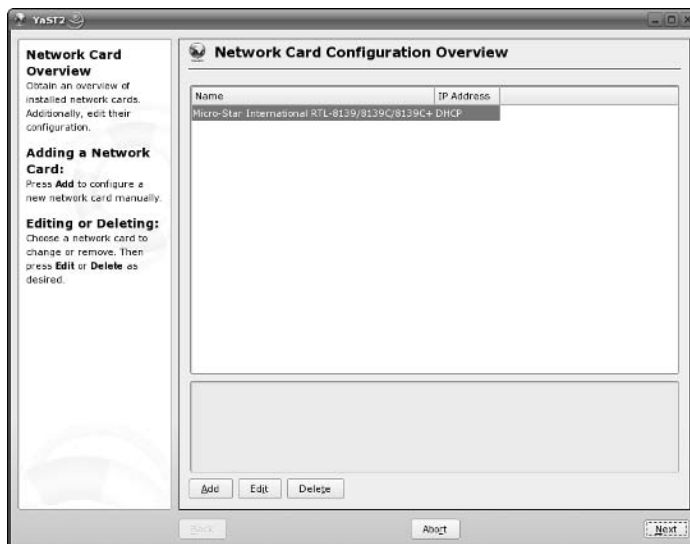 YaST2
Network Card
Overview
Obtain an overview of
installed network cards.
Additionally, edit their
configuration.
Adding a Network
Card:
Press Add to configure a
new network card manually.
Editing or Deleting:
Choose a network card to
change or remove. Then
press Edit or Delete as
desired.
Network Card Configuration Overview
Name IP Address
Micro-Star International RTL-8139/8139C/8139C+ DHCP
Add Edit Delete
Back Abort Next